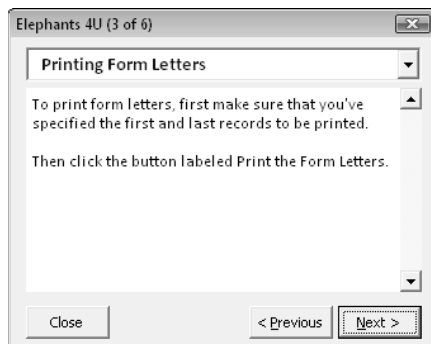 Elephants 4U (3 of 6)
Printing Form Letters
To print form letters, first make sure that you've
specified the first and last records to be printed.
Then click the button labeled Print the Form Letters.
Close
< Previous
Next >